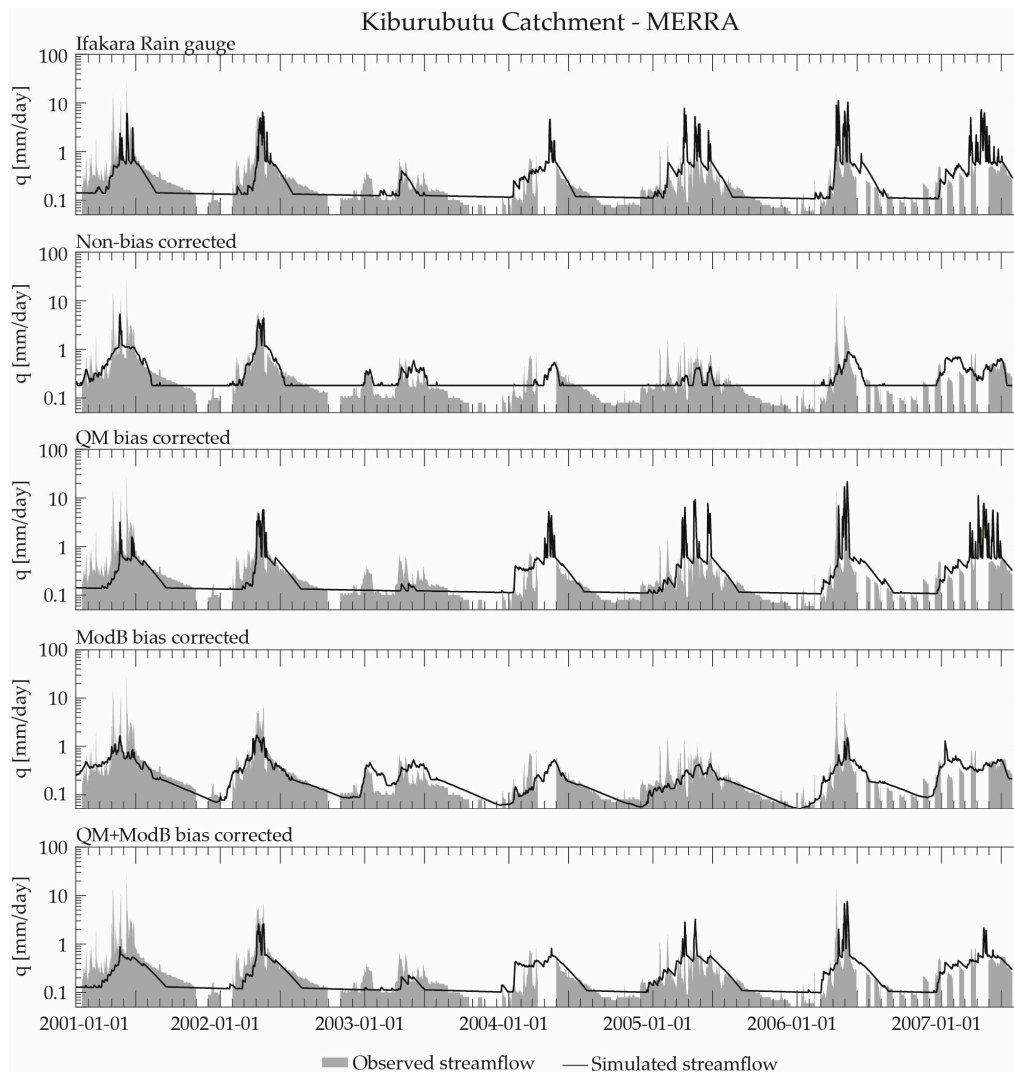 Kiburubutu Catchment - MERRA
Ifakara Rain gauge
100
10
1
0.1
q [mm/day]
Non-bias corrected
100
10
1
0.1
q [mm/day]
QM bias corrected
100
10
1
0.1
q [mm/day]
ModB bias corrected
100
10
1
0.1
q [mm/day]
QM+ModB bias corrected
100
10
1
0.1
q [mm/day]
2001-01-01 2002-01-01 2003-01-01 2004-01-01 2005-01-01 2006-01-01 2007-01-01
Observed streamflow Simulated streamflow